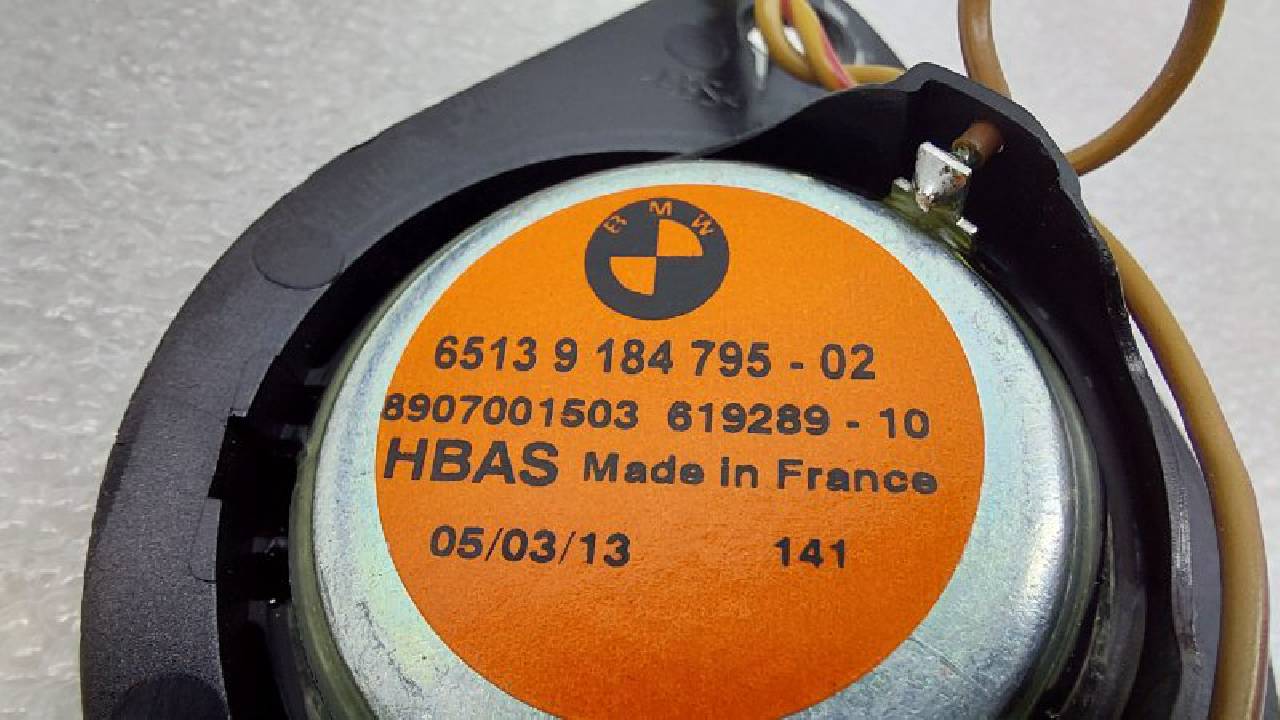 BMW
6513 9 184 795 - 02
8907001503 619289 - 10
HBAS Made in France
05/03/13 141